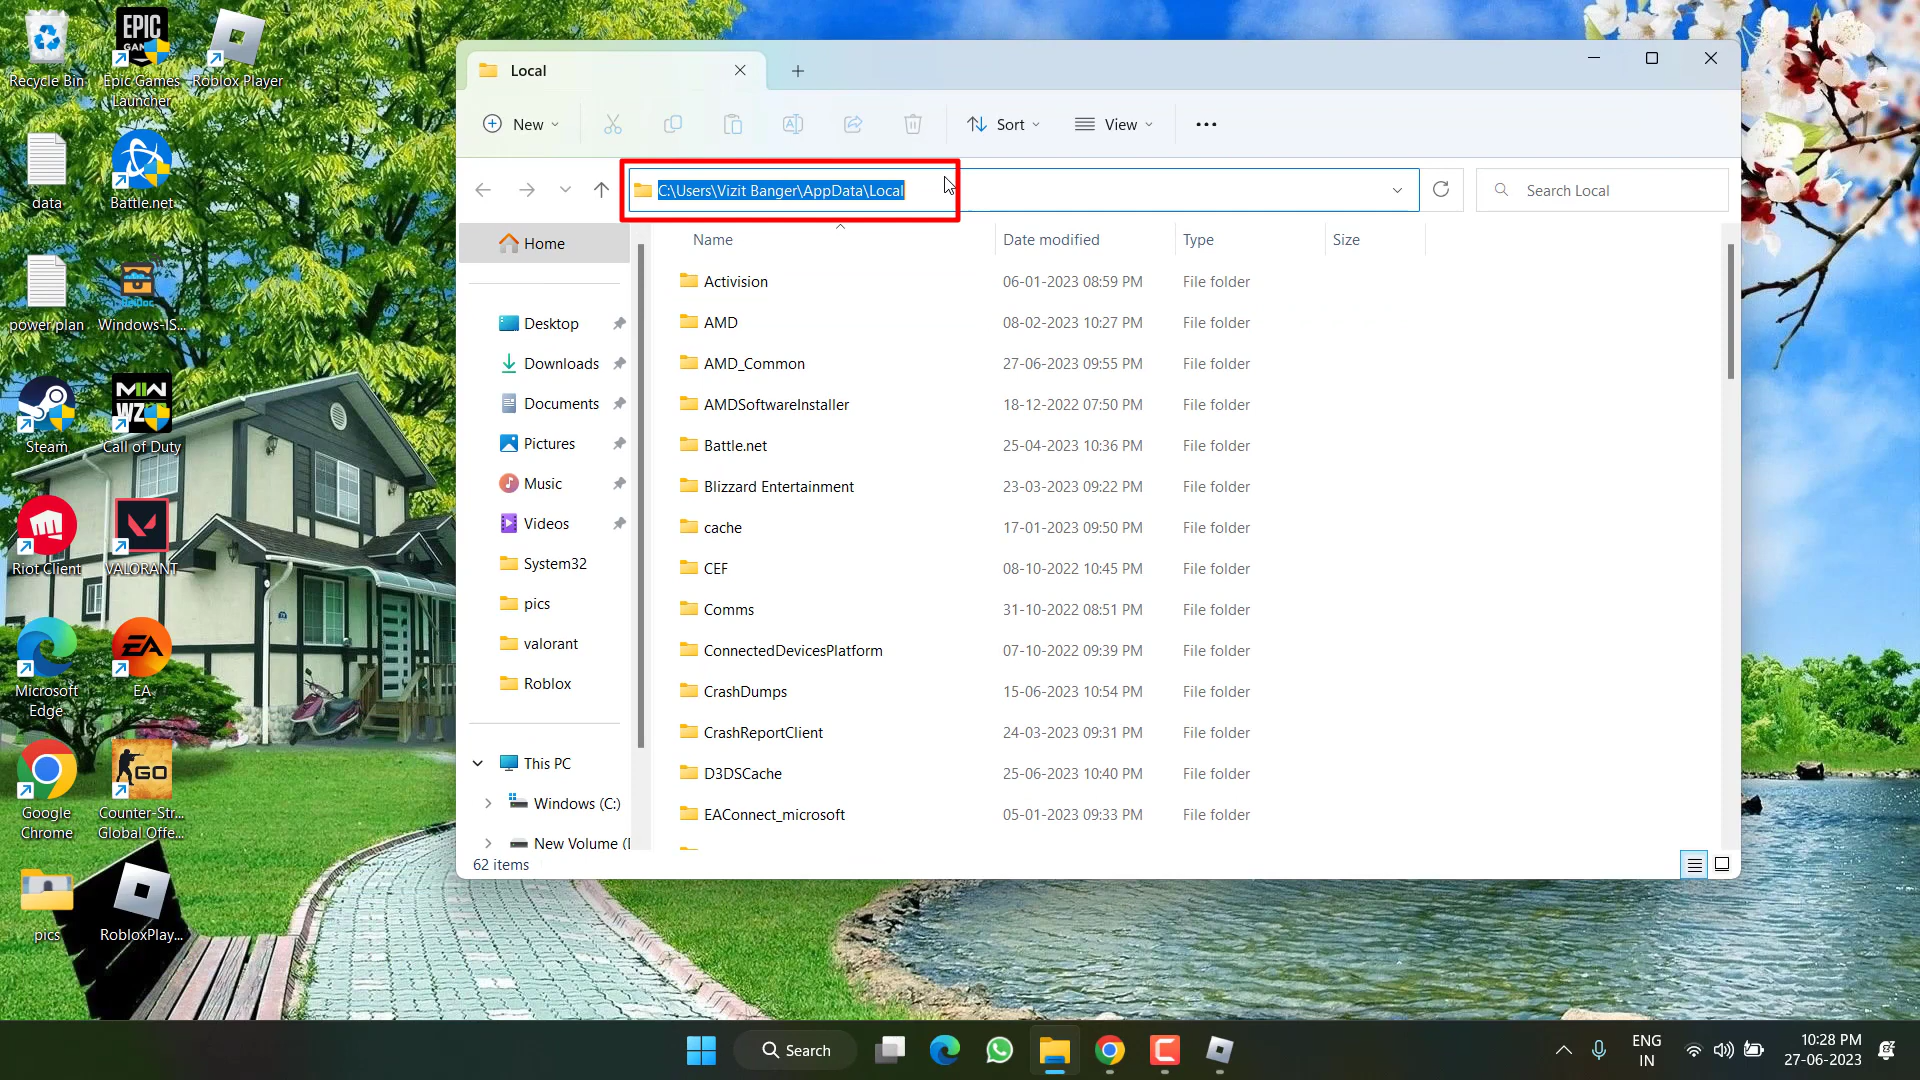 Recycle Bin
EPIC
GAMES
Epic Games
Launcher
Roblox Player
data
Battle.net
power plan
Windows-IS...
Steam
MWII
WZ
Call of Duty
Riot Client
VALORANT
Microsoft
Edge
EA
EA
Google
Chrome
GO
Counter-Str...
Global Offe...
pics
RobloxPlay...
Local
New
Sort
View
C:\Users\Vizit Banger\AppData\Local
Search Local
Home
Desktop
Downloads
Documents
Pictures
Music
Videos
System32
pics
valorant
Roblox
This PC
Windows (C:)
New Volume (
Name Date modified Type Size
Activision 06-01-2023 08:59 PM File folder
AMD 08-02-2023 10:27 PM File folder
AMD_Common 27-06-2023 09:55 PM File folder
AMDSoftwareInstaller 18-12-2022 07:50 PM File folder
Battle.net 25-04-2023 10:36 PM File folder
Blizzard Entertainment 23-03-2023 09:22 PM File folder
cache 17-01-2023 09:50 PM File folder
CEF 08-10-2022 10:45 PM File folder
Comms 31-10-2022 08:51 PM File folder
ConnectedDevicesPlatform 07-10-2022 09:39 PM File folder
CrashDumps 15-06-2023 10:54 PM File folder
CrashReportClient 24-03-2023 09:31 PM File folder
D3DSCache 25-06-2023 10:40 PM File folder
EAConnect_microsoft 05-01-2023 09:33 PM File folder
62 items
Search
ENG
IN
10:28 PM
27-06-2023